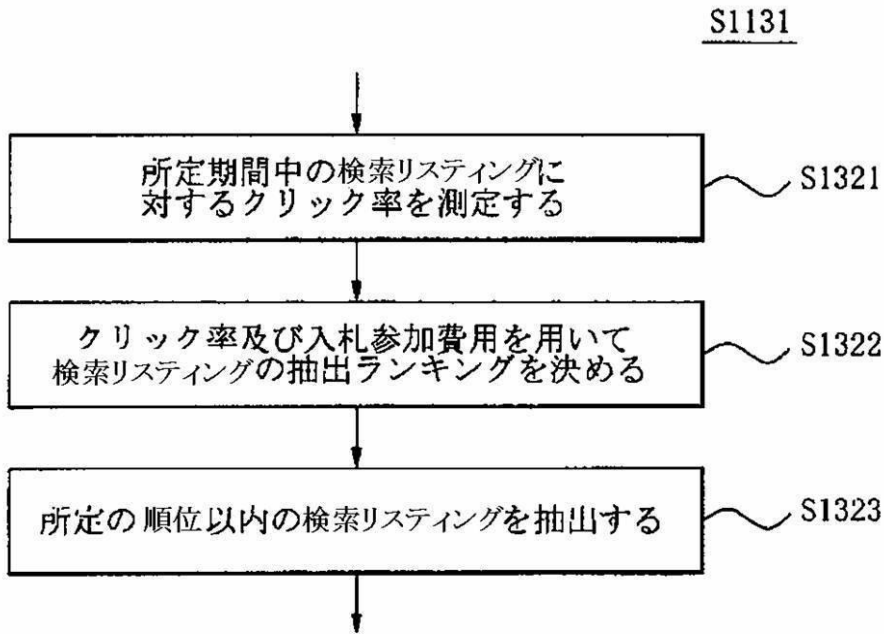 S1131
所定期間中の検索リスティングに
対するクリック率を測定する
S1321
クリック率及び入札参加費用を用いて
検索リスティングの抽出ランキングを決める
S1322
所定の順位以内の検索リスティングを抽出する
S1323